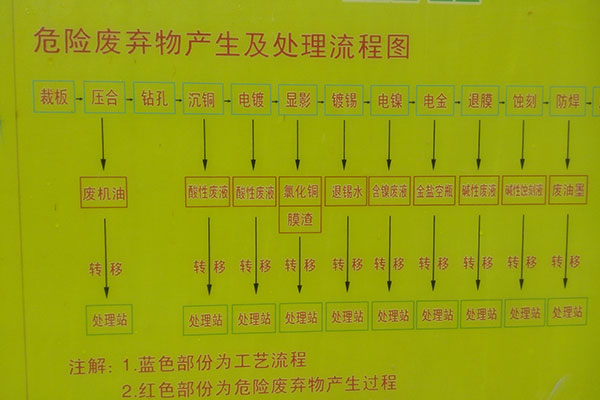 危险废弃物产生及处理流程图
裁板 压合 钻孔 沉铜 电镀 显影 镀锡 电镍 电金 退膜 蚀刻 防焊
废机油 酸性废液 酸性废液 氯化铜 退锡水 含镍废液 金盐空瓶 碱性废液 碱性蚀刻液 废油墨
膜渣
转移 转移 转移 转移 转移 转移 转移 转移 转移 转移
处理站 处理站 处理站 处理站 处理站 处理站 处理站 处理站 处理站 处理站
注解：1.蓝色部份为工艺流程
2.红色部份为危险废弃物产生过程